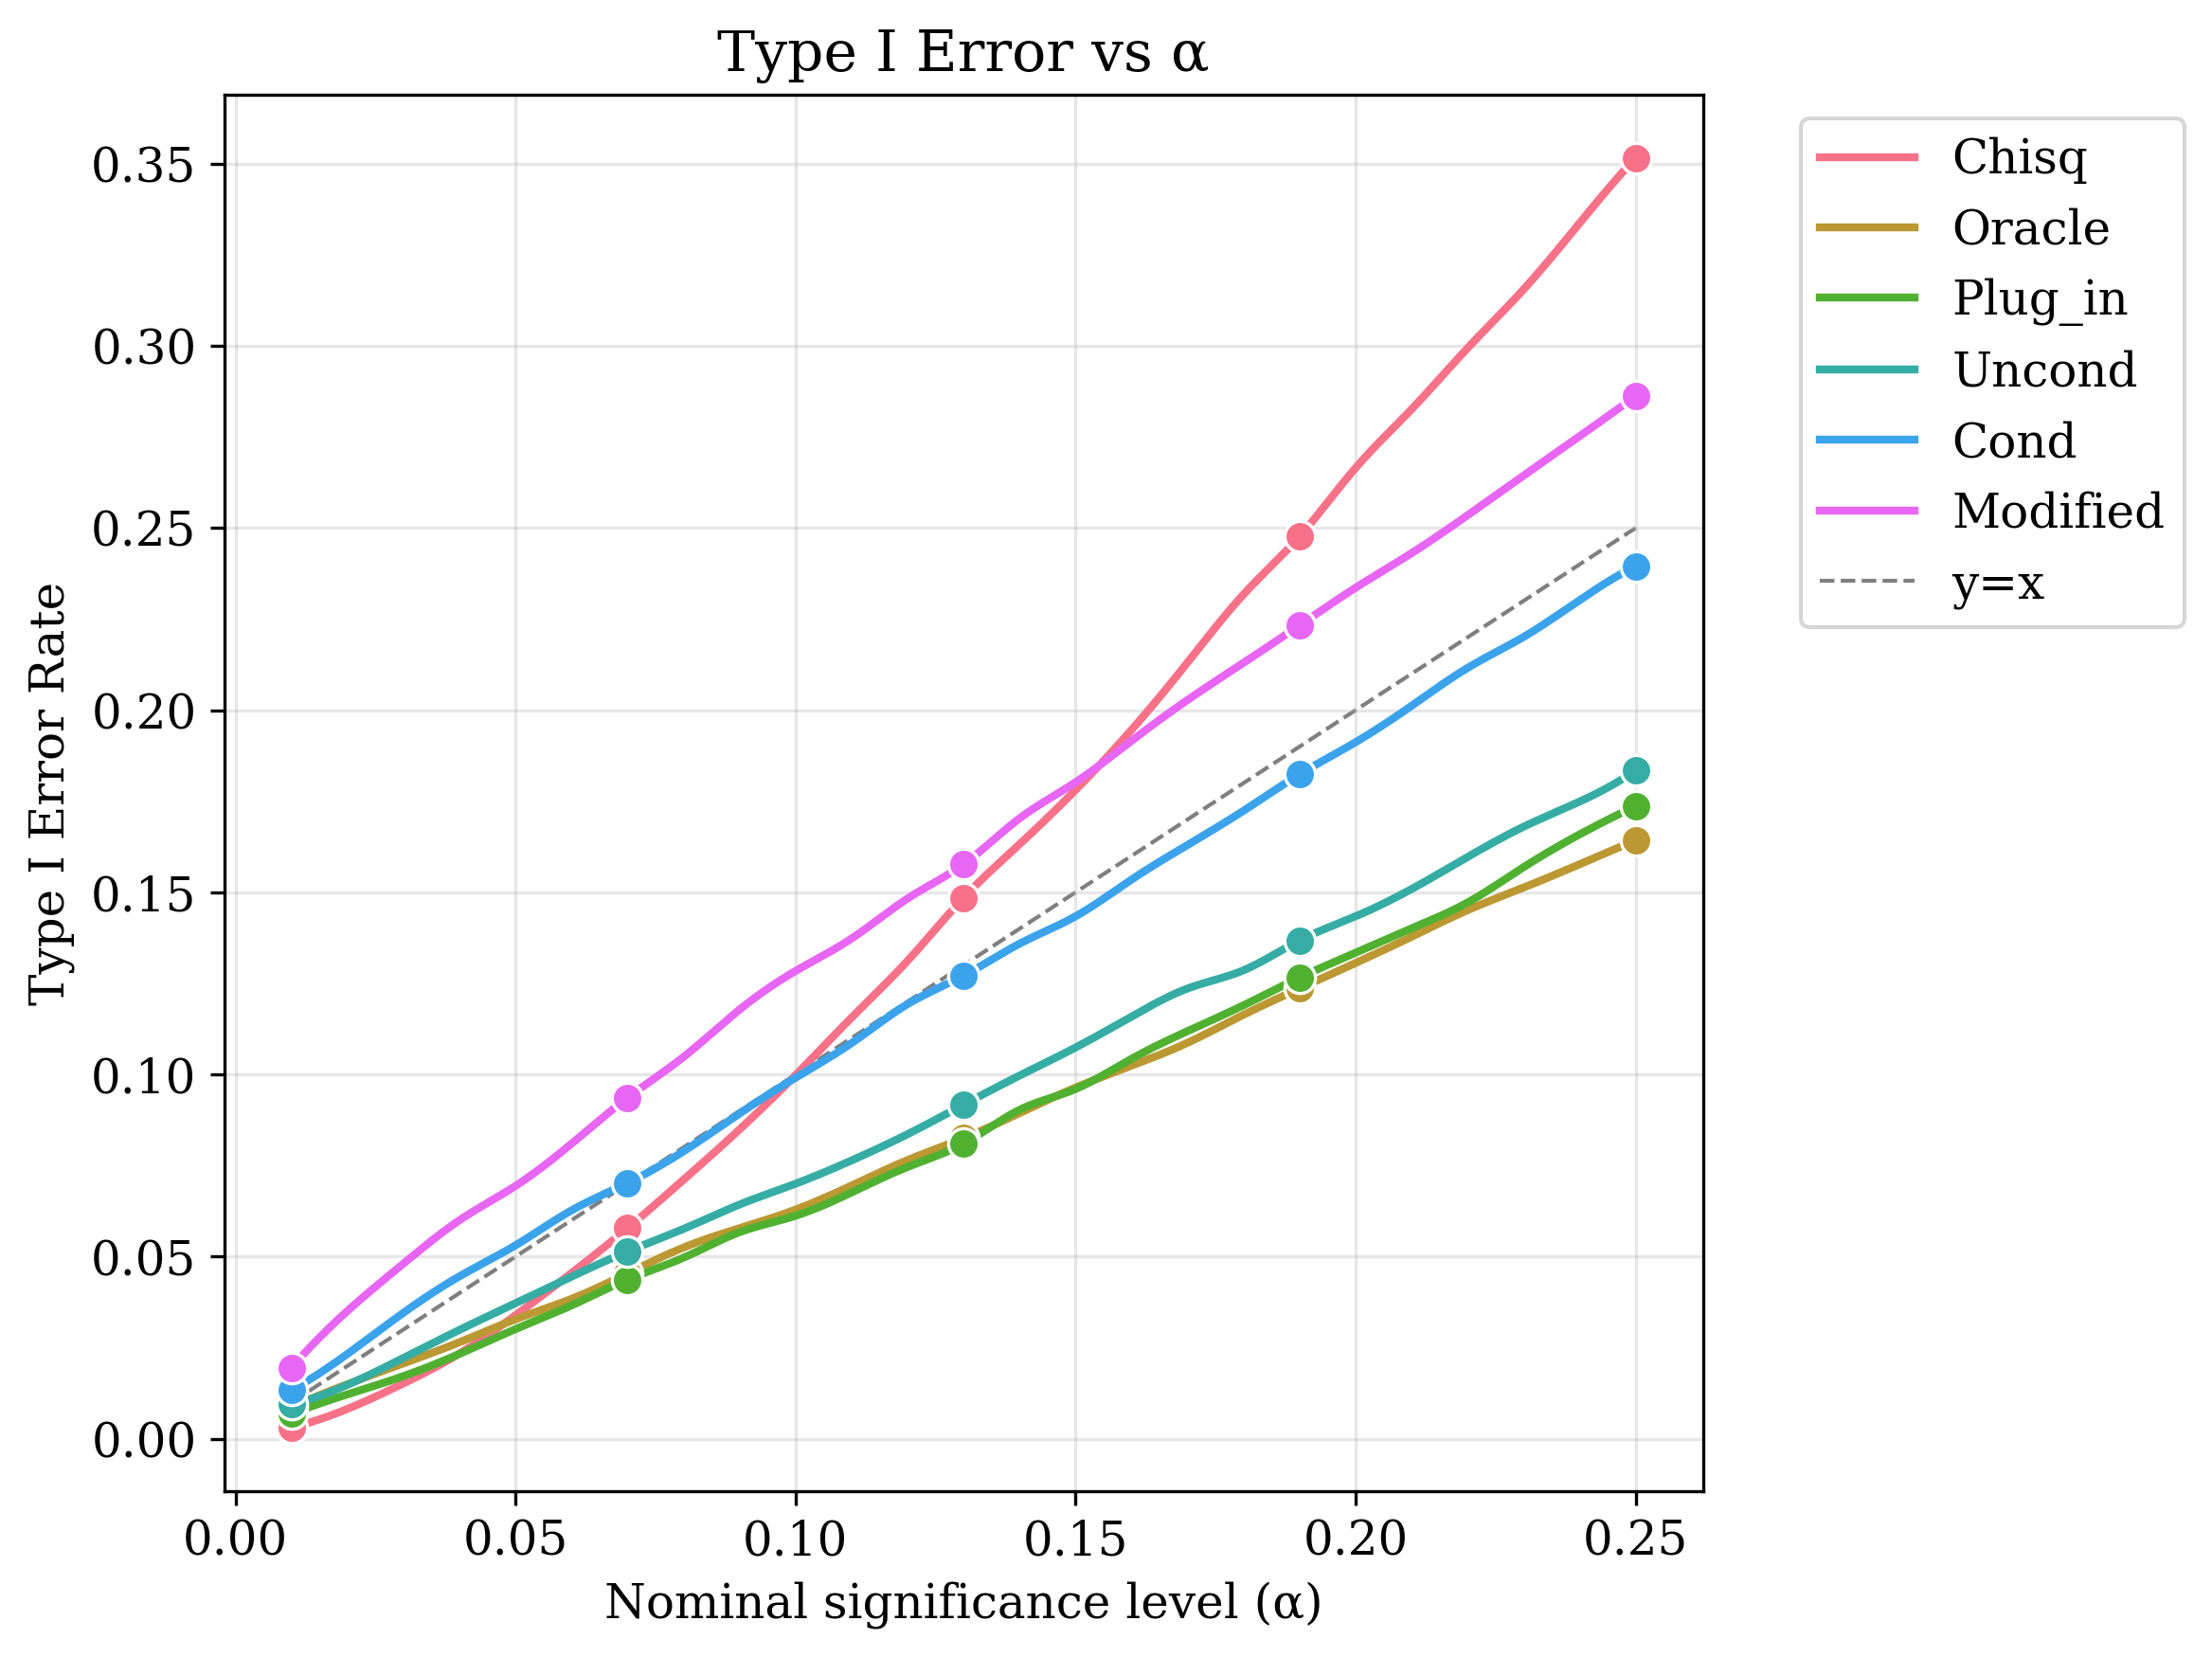 Type I Error vs α
Type I Error Rate
0.35
0.30
0.25
0.20
0.15
0.10
0.05
0.00
0.00 0.05 0.10 0.15 0.20 0.25
Nominal significance level (α)
Chisq
Oracle
Plug_in
Uncond
Cond
Modified
y=x